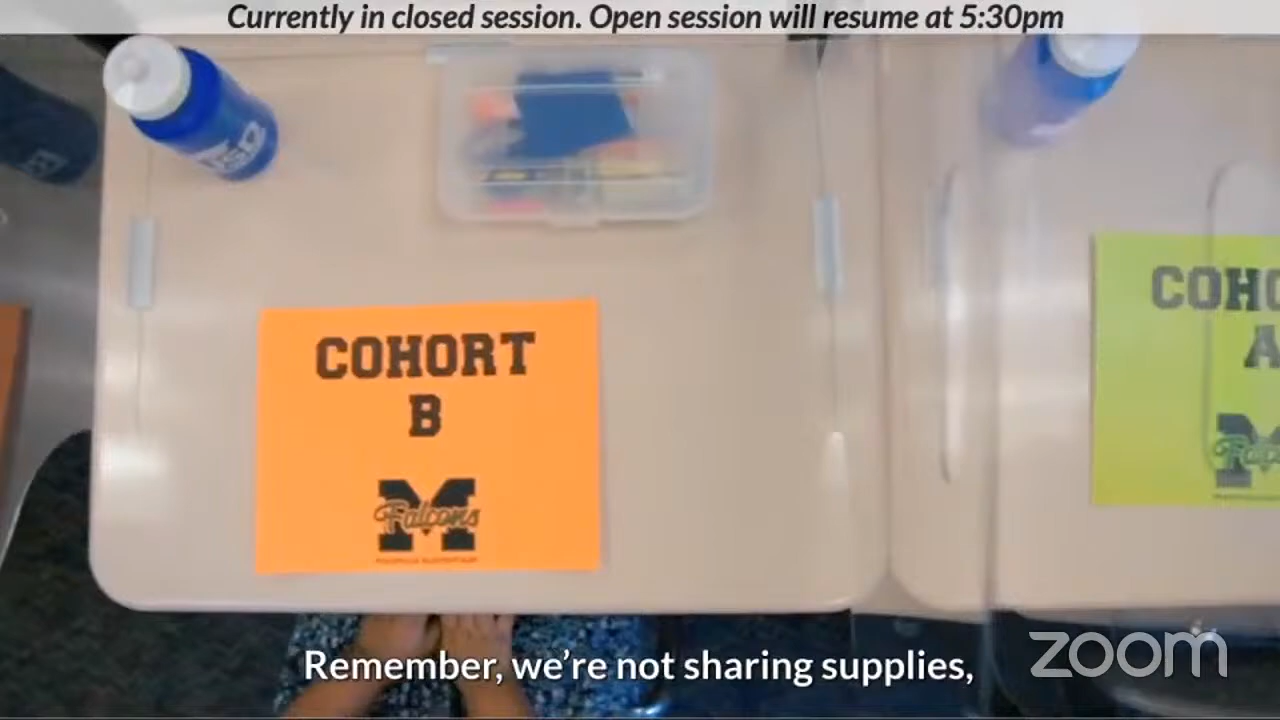 Currently in closed session. Open session will resume at 5:30pm
COHORT
B
M
Falcons
COHO
A
M
Remember, we're not sharing supplies,
zoom